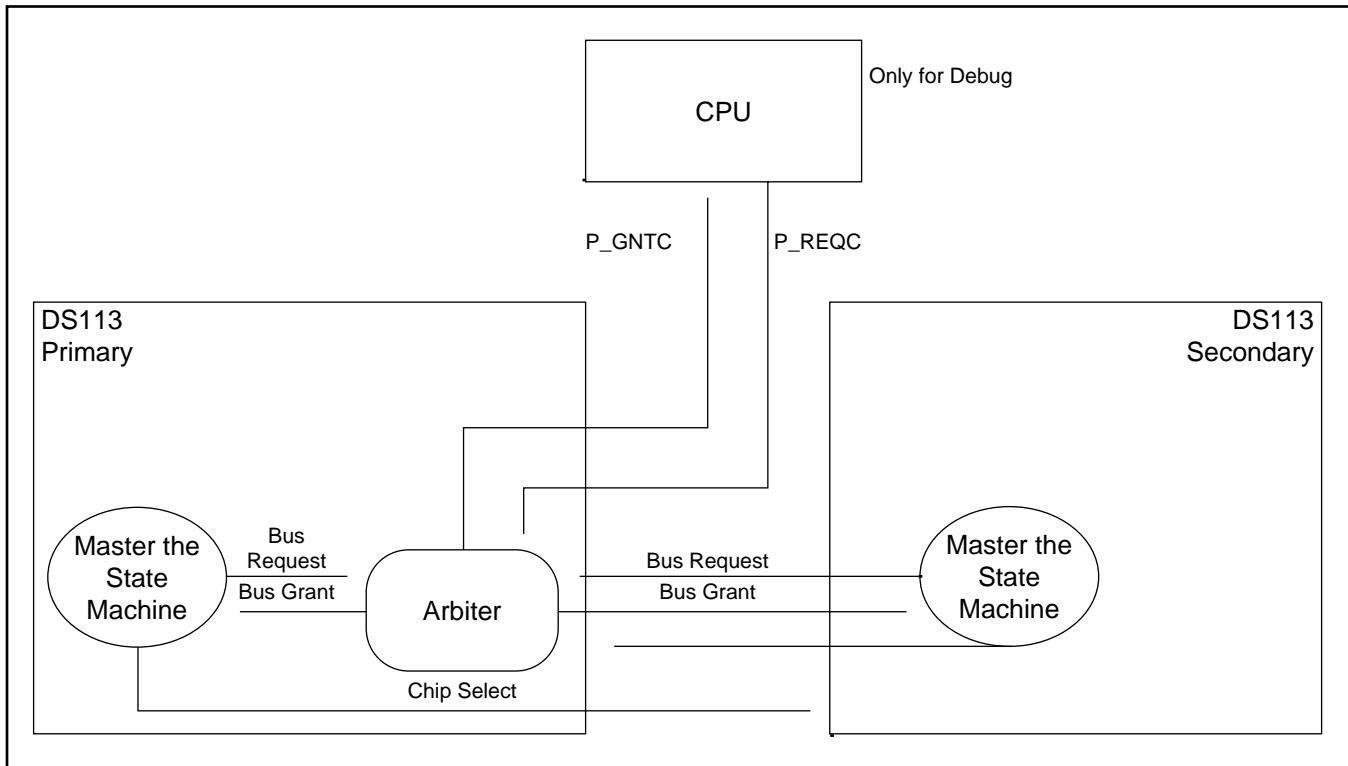 Only for Debug
CPU
P_GNTC
P_REQC
DS113
Primary
DS113
Secondary
Master the
State
Machine
Bus
Request
Bus Grant
Arbiter
Chip Select
Bus Request
Bus Grant
Master the
State
Machine